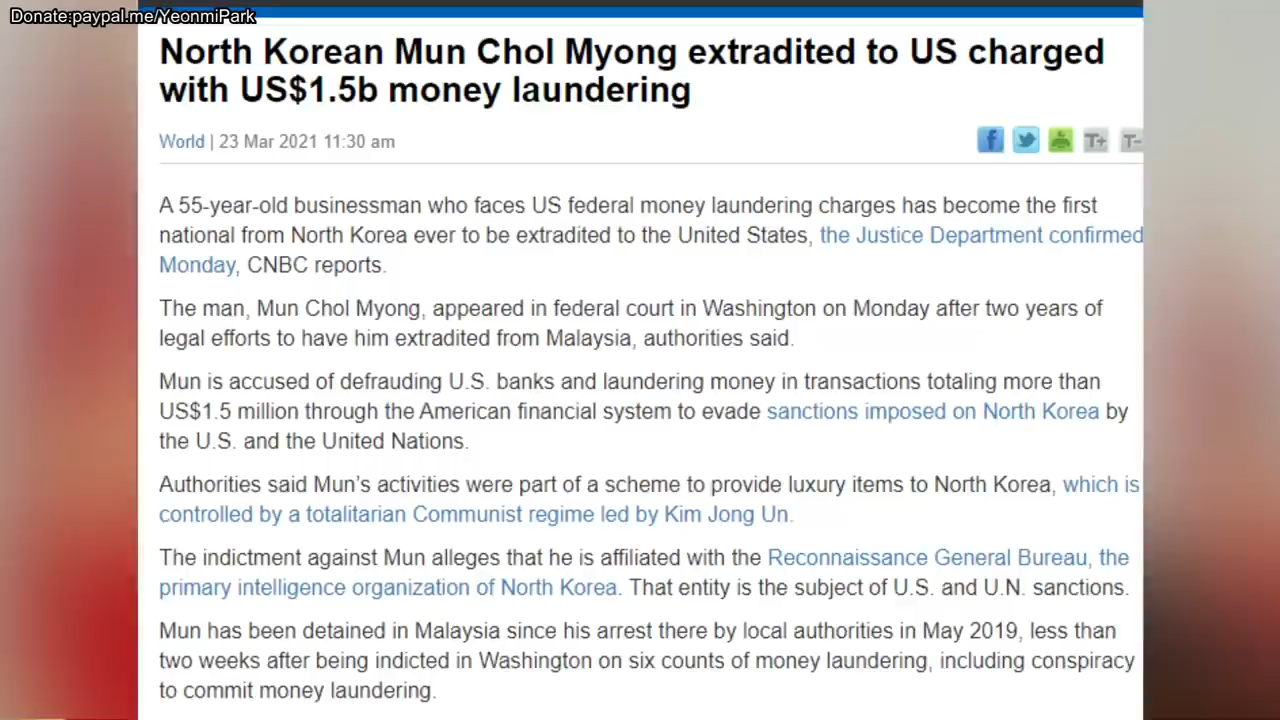 Donate:paypal.me/YeonmiPark
North Korean Mun Chol Myong extradited to US charged
with US$1.5b money laundering
World | 23 Mar 2021 11:30 am
f T+ T-
A 55-year-old businessman who faces US federal money laundering charges has become the first
national from North Korea ever to be extradited to the United States, the Justice Department confirmed
Monday, CNBC reports.
The man, Mun Chol Myong, appeared in federal court in Washington on Monday after two years of
legal efforts to have him extradited from Malaysia, authorities said.
Mun is accused of defrauding U.S. banks and laundering money in transactions totaling more than
US$1.5 million through the American financial system to evade sanctions imposed on North Korea by
the U.S. and the United Nations.
Authorities said Mun’s activities were part of a scheme to provide luxury items to North Korea, which is
controlled by a totalitarian Communist regime led by Kim Jong Un.
The indictment against Mun alleges that he is affiliated with the Reconnaissance General Bureau, the
primary intelligence organization of North Korea. That entity is the subject of U.S. and U.N. sanctions.
Mun has been detained in Malaysia since his arrest there by local authorities in May 2019, less than
two weeks after being indicted in Washington on six counts of money laundering, including conspiracy
to commit money laundering.